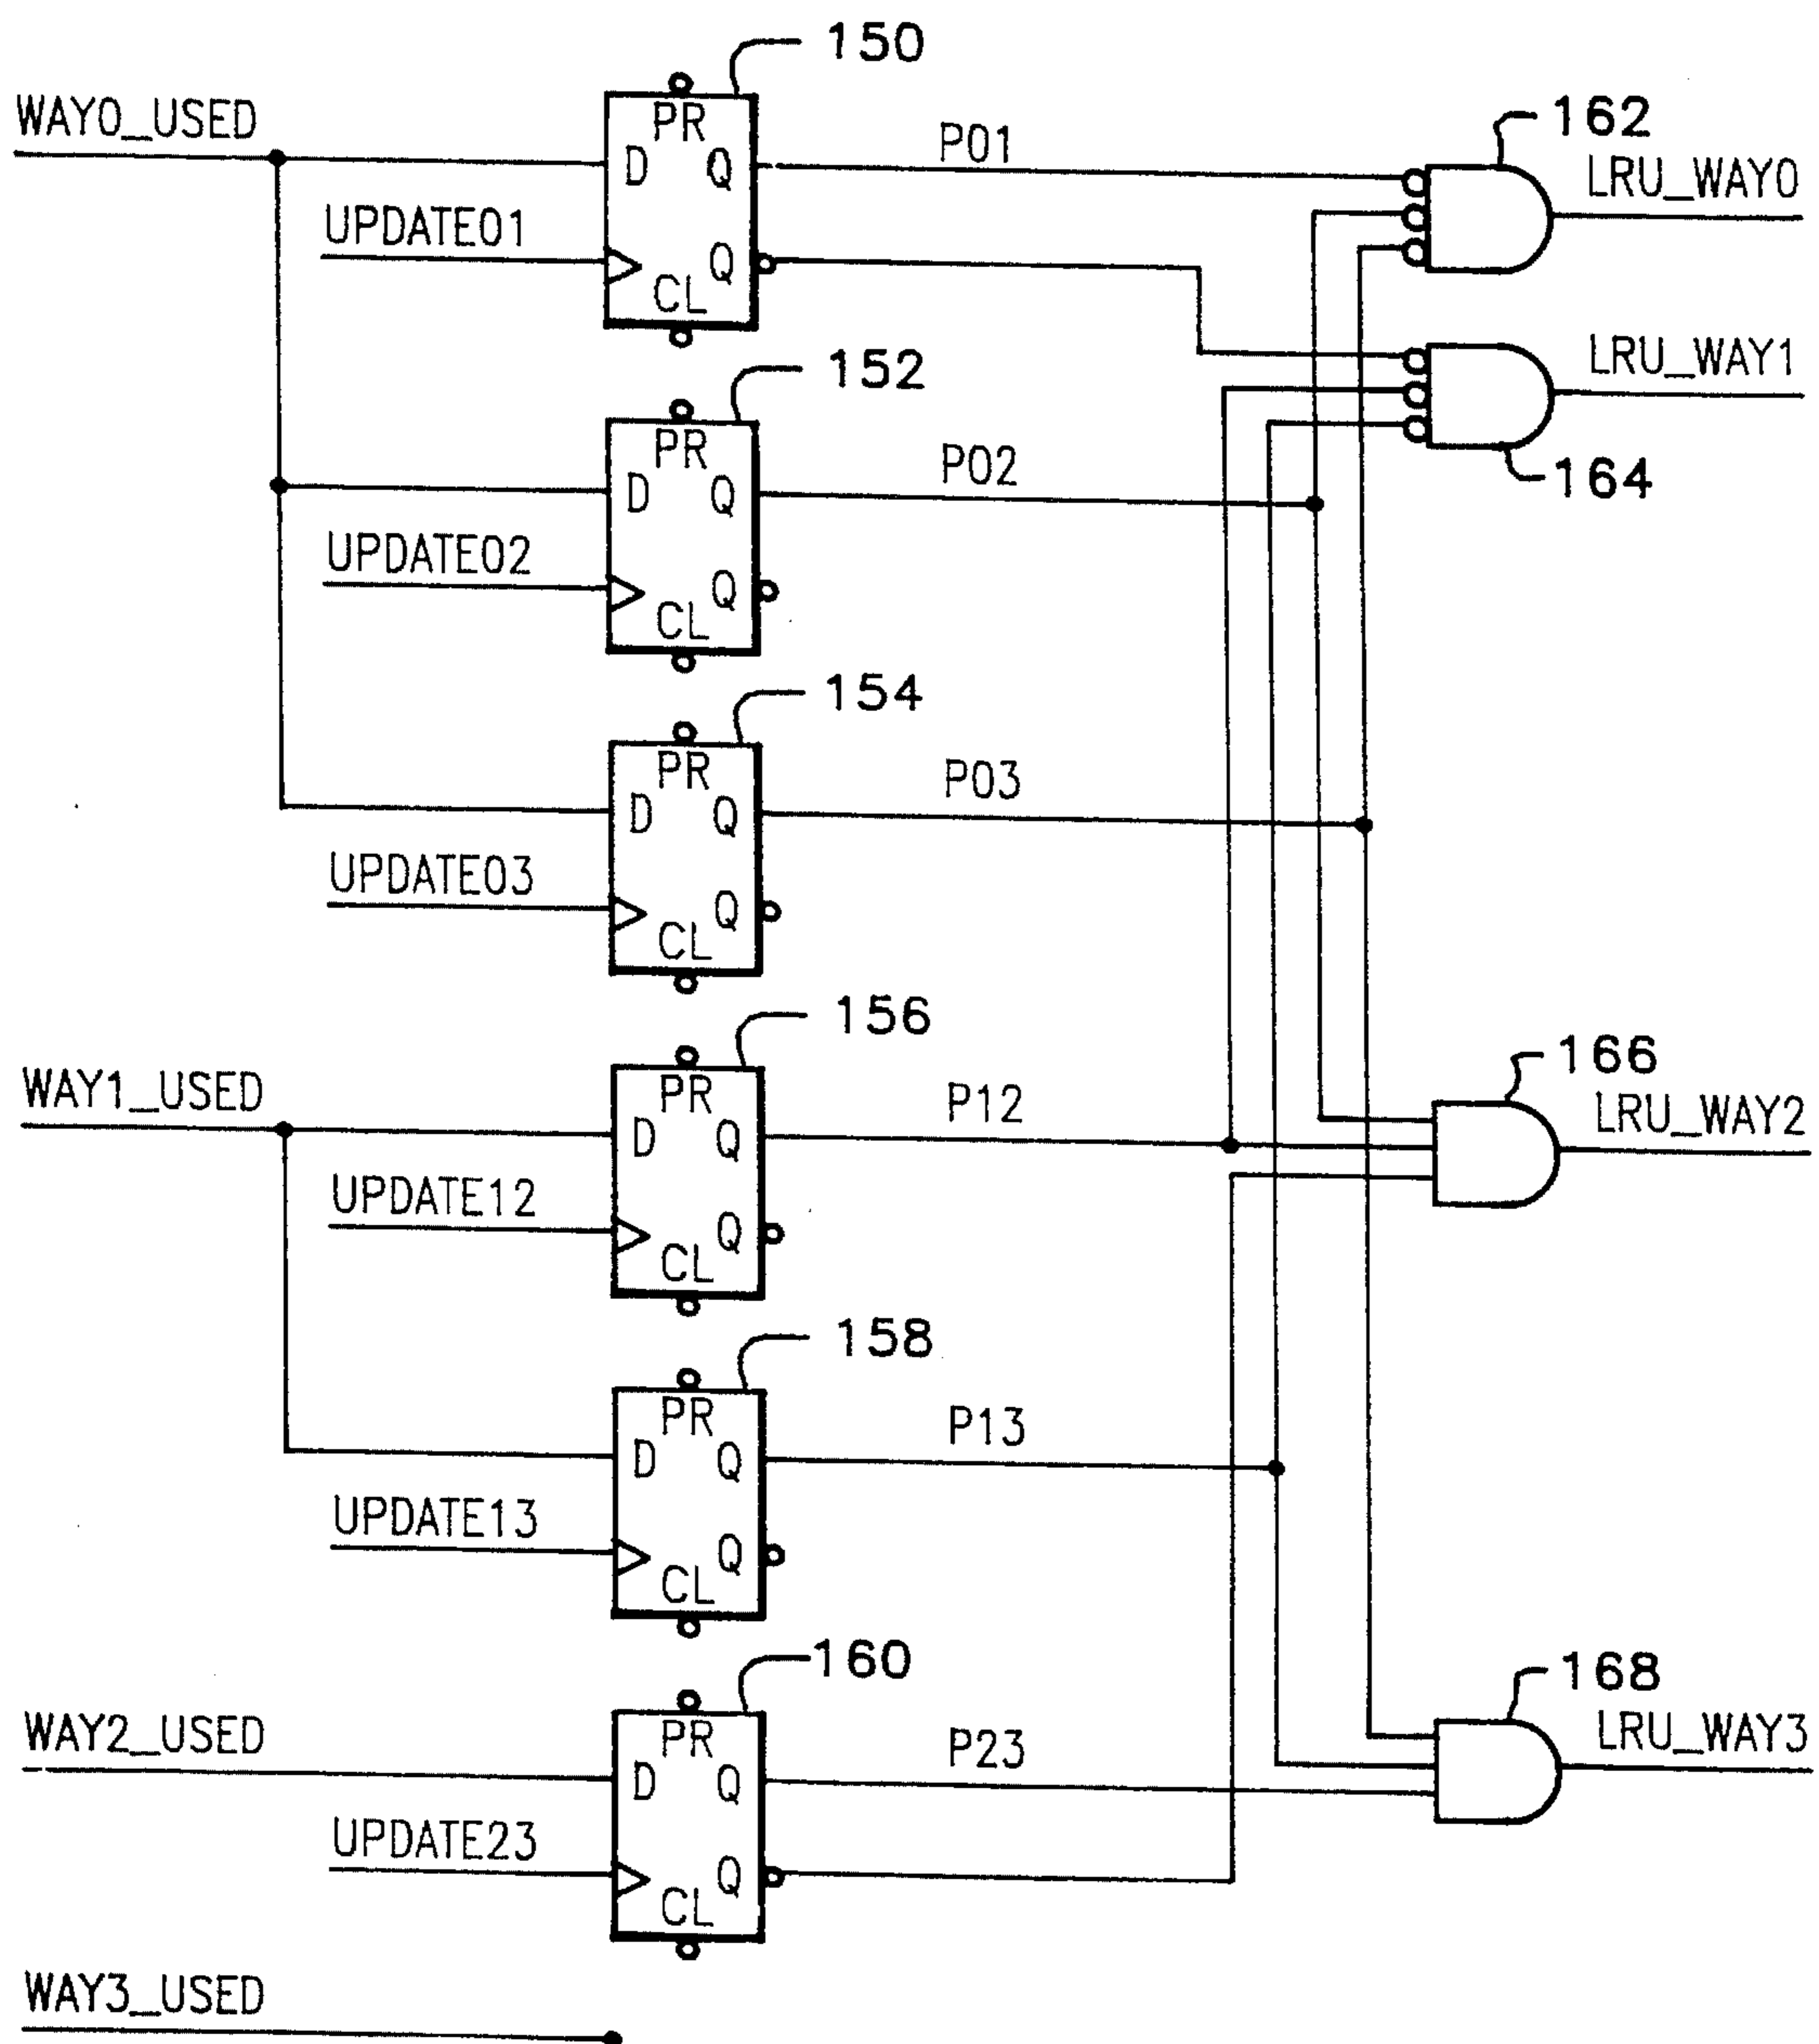 150
WAY0_USED
PR
D Q
P01
UPDATE01
Q
CL
162
LRU_WAY0
LRU_WAY1
164
152
PR
D Q
P02
UPDATE02
Q
CL
154
PR
D Q
P03
UPDATE03
Q
CL
156
WAY1_USED
PR
D Q
P12
UPDATE12
Q
CL
166
LRU_WAY2
158
PR
D Q
P13
UPDATE13
Q
CL
160
WAY2_USED
PR
D Q
P23
UPDATE23
Q
CL
168
LRU_WAY3
WAY3_USED